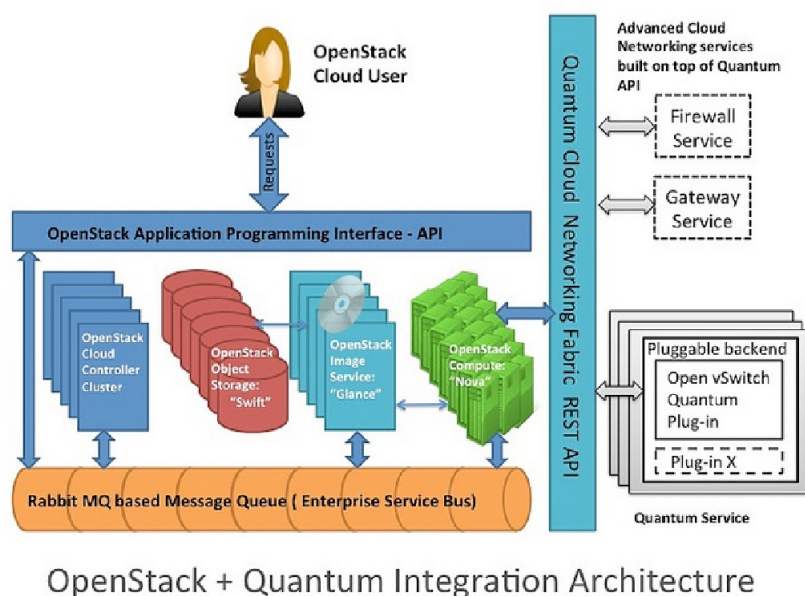 OpenStack
Cloud User
Requests
OpenStack Application Programming Interface - API
OpenStack
Cloud
Controller
Cluster
OpenStack
Object
Storage:
"Swift"
OpenStack
Image
Service:
"Glance"
OpenStack
Compute:
"Nova"
Rabbit MQ based Message Queue ( Enterprise Service Bus)
Quantum Cloud Networking Fabric REST API
Advanced Cloud
Networking services
built on top of Quantum
API
Firewall
Service
Gateway
Service
Pluggable backend
Open vSwitch
Quantum
Plug-in
Plug-in X
Quantum Service
OpenStack + Quantum Integration Architecture